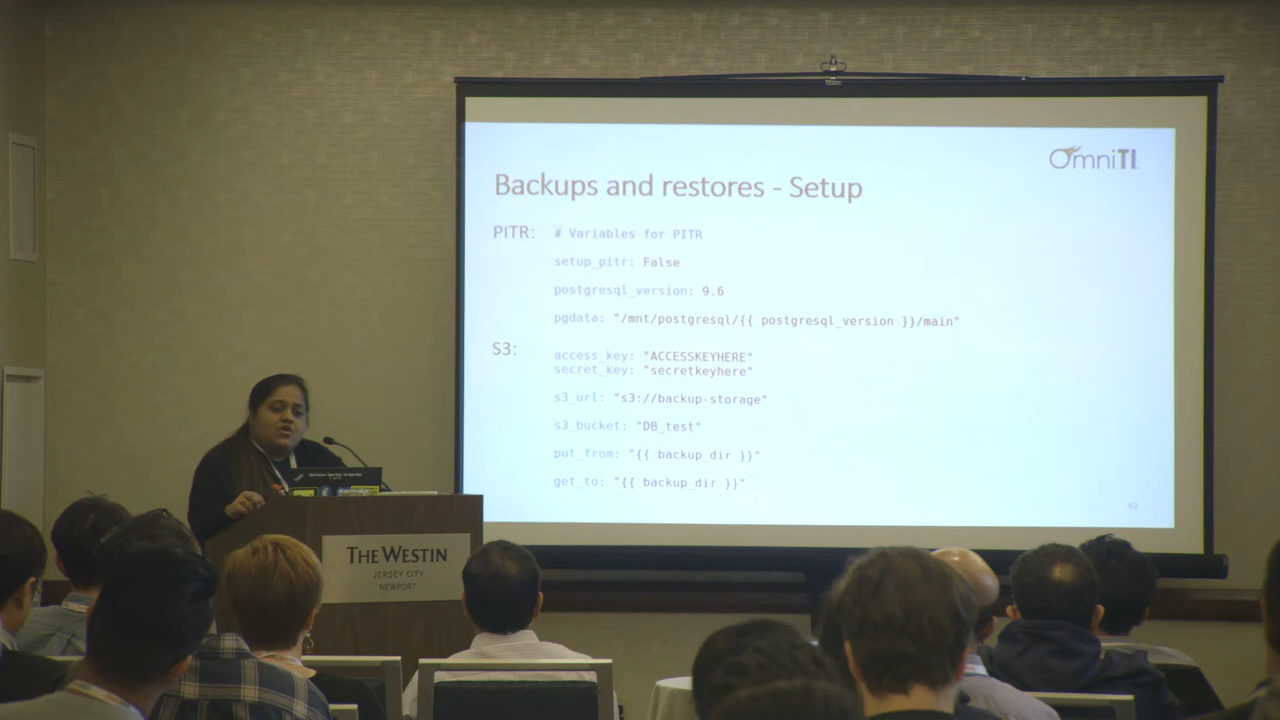 OmniTI
Backups and restores - Setup
PITR:
# Variables for PITR
setup_pitr: False
postgresql_version: 9.6
pgdata: "/mnt/postgresql/{{ postgresql_version }}/main"
S3:
access_key: "ACCESSKEYHERE"
secret_key: "secretkeyhere"
s3_url: "s3://backup-storage"
s3_bucket: "DB_test"
put_from: "{{ backup_dir }}"
get_to: "{{ backup_dir }}"
40
THE WESTIN
JERSEY CITY
NEWPORT